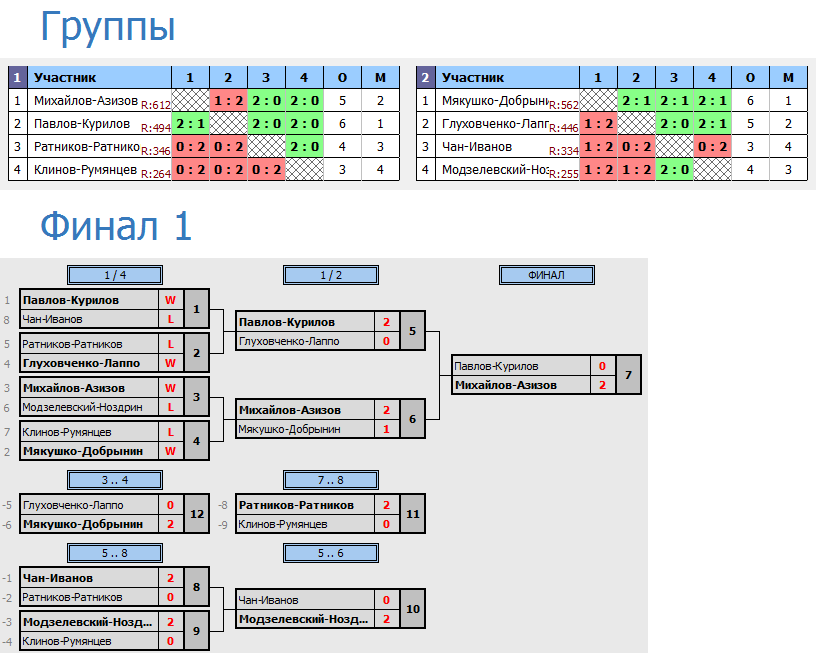 Группы
1 Участник 1 2 3 4 О М
1 Михайлов-Азизов R:612 1 : 2 2 : 0 2 : 0 5 2
2 Павлов-Курилов R:494 2 : 1 2 : 0 2 : 0 6 1
3 Ратников-Ратнико R:346 0 : 2 0 : 2 2 : 0 4 3
4 Клинов-Румянцев R:264 0 : 2 0 : 2 0 : 2 3 4
2 Участник 1 2 3 4 О М
1 Мякушко-Добрын R:562 2 : 1 2 : 1 2 : 1 6 1
2 Глуховченко-Лапп R:446 1 : 2 2 : 0 2 : 1 5 2
3 Чан-Иванов R:334 1 : 2 0 : 2 0 : 2 3 4
4 Модзелевский-Ноз R:255 1 : 2 1 : 2 2 : 0 4 3
Финал 1
1 / 4 1 / 2 ФИНАЛ
1 Павлов-Курилов W 1
8 Чан-Иванов L
5 Ратников-Ратников L 2
4 Глуховченко-Лаппо W
3 Михайлов-Азизов W 3
6 Модзелевский-Ноздрин L
7 Клинов-Румянцев L 4
2 Мякушко-Добрынин W
Павлов-Курилов 2 5
Глуховченко-Лаппо 0
Михайлов-Азизов 2 6
Мякушко-Добрынин 1
Павлов-Курилов 0 7
Михайлов-Азизов 2
3 .. 4 7 .. 8
-5 Глуховченко-Лаппо 0 12
-6 Мякушко-Добрынин 2
-8 Ратников-Ратников 2 11
-9 Клинов-Румянцев 0
5 .. 8 5 .. 6
-1 Чан-Иванов 2 8
-2 Ратников-Ратников 0
-3 Модзелевский-Нозд... 2 9
-4 Клинов-Румянцев 0
Чан-Иванов 0 10
Модзелевский-Нозд... 2